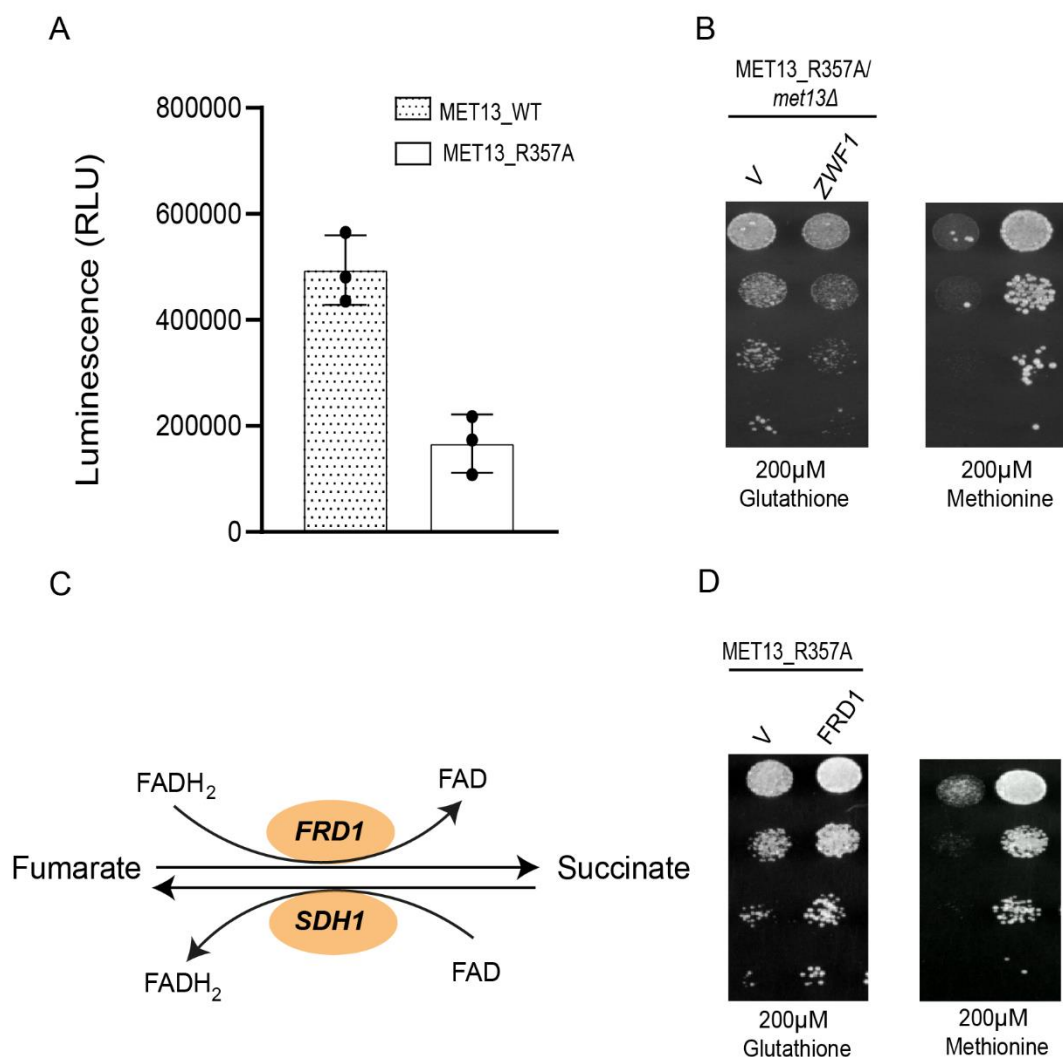 A
Luminescence (RLU)
800000
600000
400000
200000
0
MET13_WT
MET13_R357A
B
MET13_R357A/
met13Δ
V
ZWF1
200µM
Glutathione
200µM
Methionine
C
FADH2
FAD
FRD1
Fumarate
Succinate
SDH1
FADH2
FAD
D
MET13_R357A
V
FRD1
200µM
Glutathione
200µM
Methionine